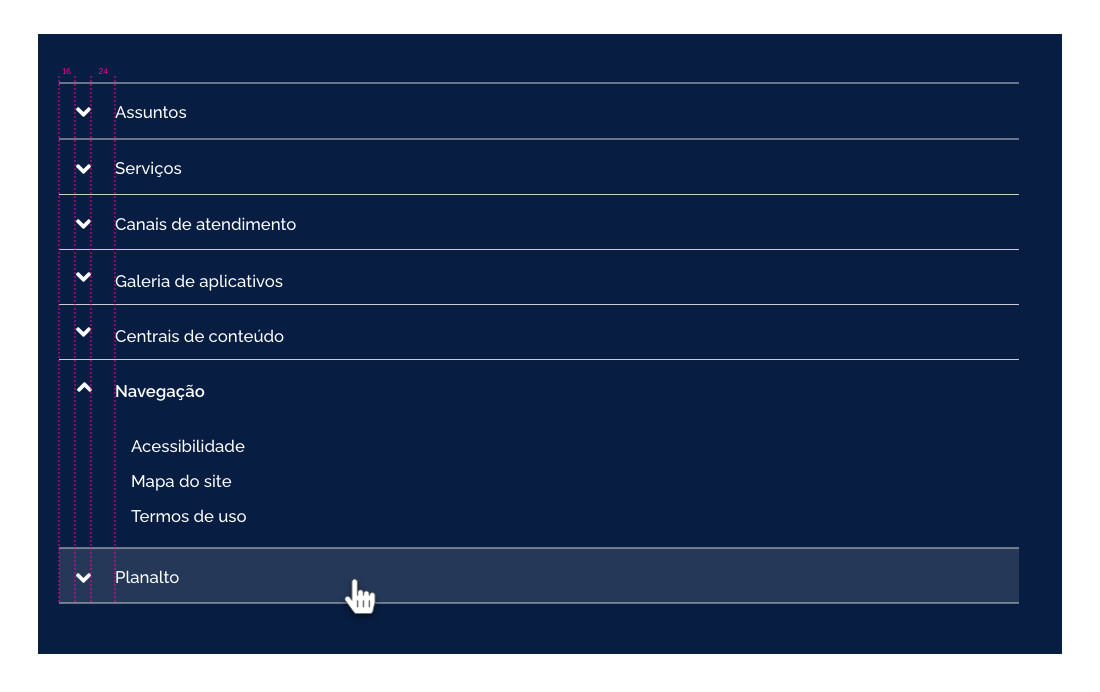 16 24
Assuntos
Serviços
Canais de atendimento
Galeria de aplicativos
Centrais de conteúdo
Navegação
Acessibilidade
Mapa do site
Termos de uso
Planalto